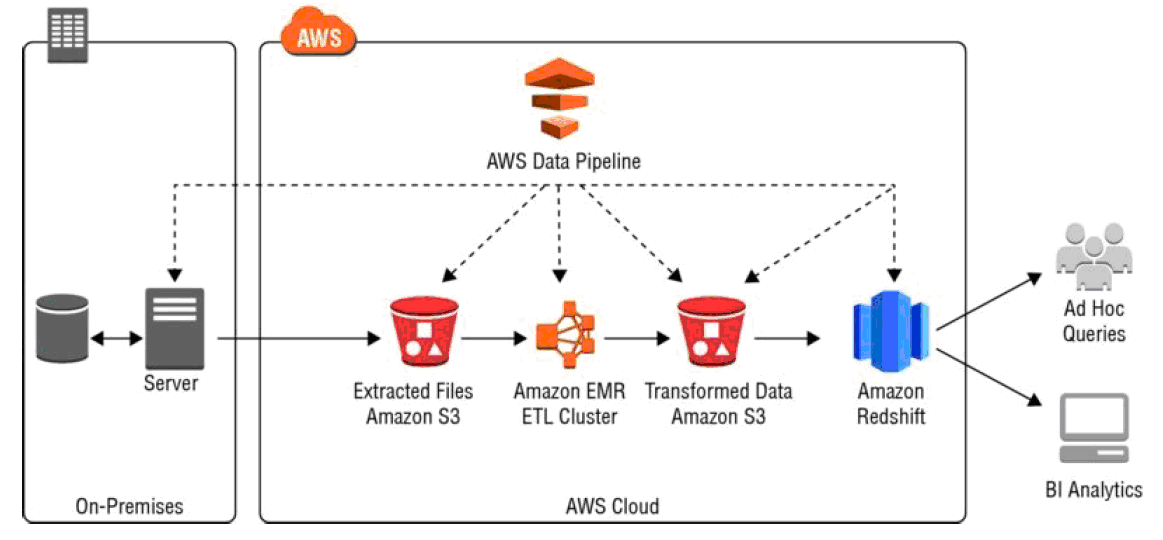 AWS
AWS Data Pipeline
Server
Extracted Files
Amazon S3
Amazon EMR
ETL Cluster
Transformed Data
Amazon S3
Amazon
Redshift
Ad Hoc
Queries
BI Analytics
On-Premises
AWS Cloud